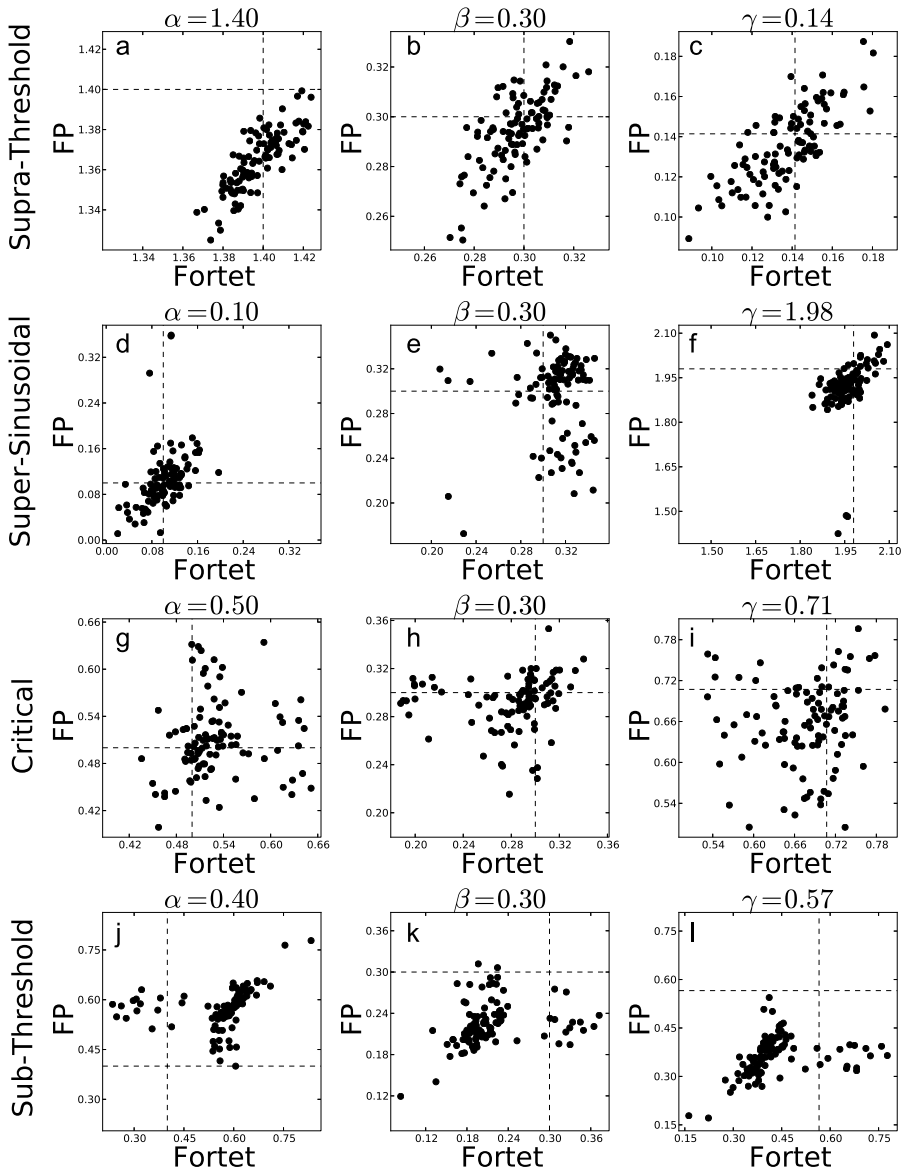 α=1.40
β=0.30
γ=0.14
Supra-Threshold
a
FP
1.42
1.40
1.38
1.36
1.34
1.34 1.36 1.38 1.40 1.42
Fortet
b
FP
0.32
0.30
0.28
0.26
0.26 0.28 0.30 0.32
Fortet
c
FP
0.18
0.16
0.14
0.12
0.10
0.10 0.12 0.14 0.16 0.18
Fortet
α=0.10
β=0.30
γ=1.98
Super-Sinusoidal
d
FP
0.32
0.24
0.16
0.08
0.00
0.00 0.08 0.16 0.24 0.32
Fortet
e
FP
0.32
0.28
0.24
0.20
0.20 0.24 0.28 0.32
Fortet
f
FP
2.10
1.95
1.80
1.65
1.50
1.50 1.65 1.80 1.95 2.10
Fortet
α=0.50
β=0.30
γ=0.71
Critical
g
FP
0.66
0.60
0.54
0.48
0.42
0.42 0.48 0.54 0.60 0.66
Fortet
h
FP
0.36
0.32
0.28
0.24
0.20
0.20 0.24 0.28 0.32 0.36
Fortet
i
FP
0.78
0.72
0.66
0.60
0.54
0.54 0.60 0.66 0.72 0.78
Fortet
α=0.40
β=0.30
γ=0.57
Sub-Threshold
j
FP
0.75
0.60
0.45
0.30
0.30 0.45 0.60 0.75
Fortet
k
FP
0.36
0.30
0.24
0.18
0.12
0.12 0.18 0.24 0.30 0.36
Fortet
l
FP
0.75
0.60
0.45
0.30
0.15
0.15 0.30 0.45 0.60 0.75
Fortet